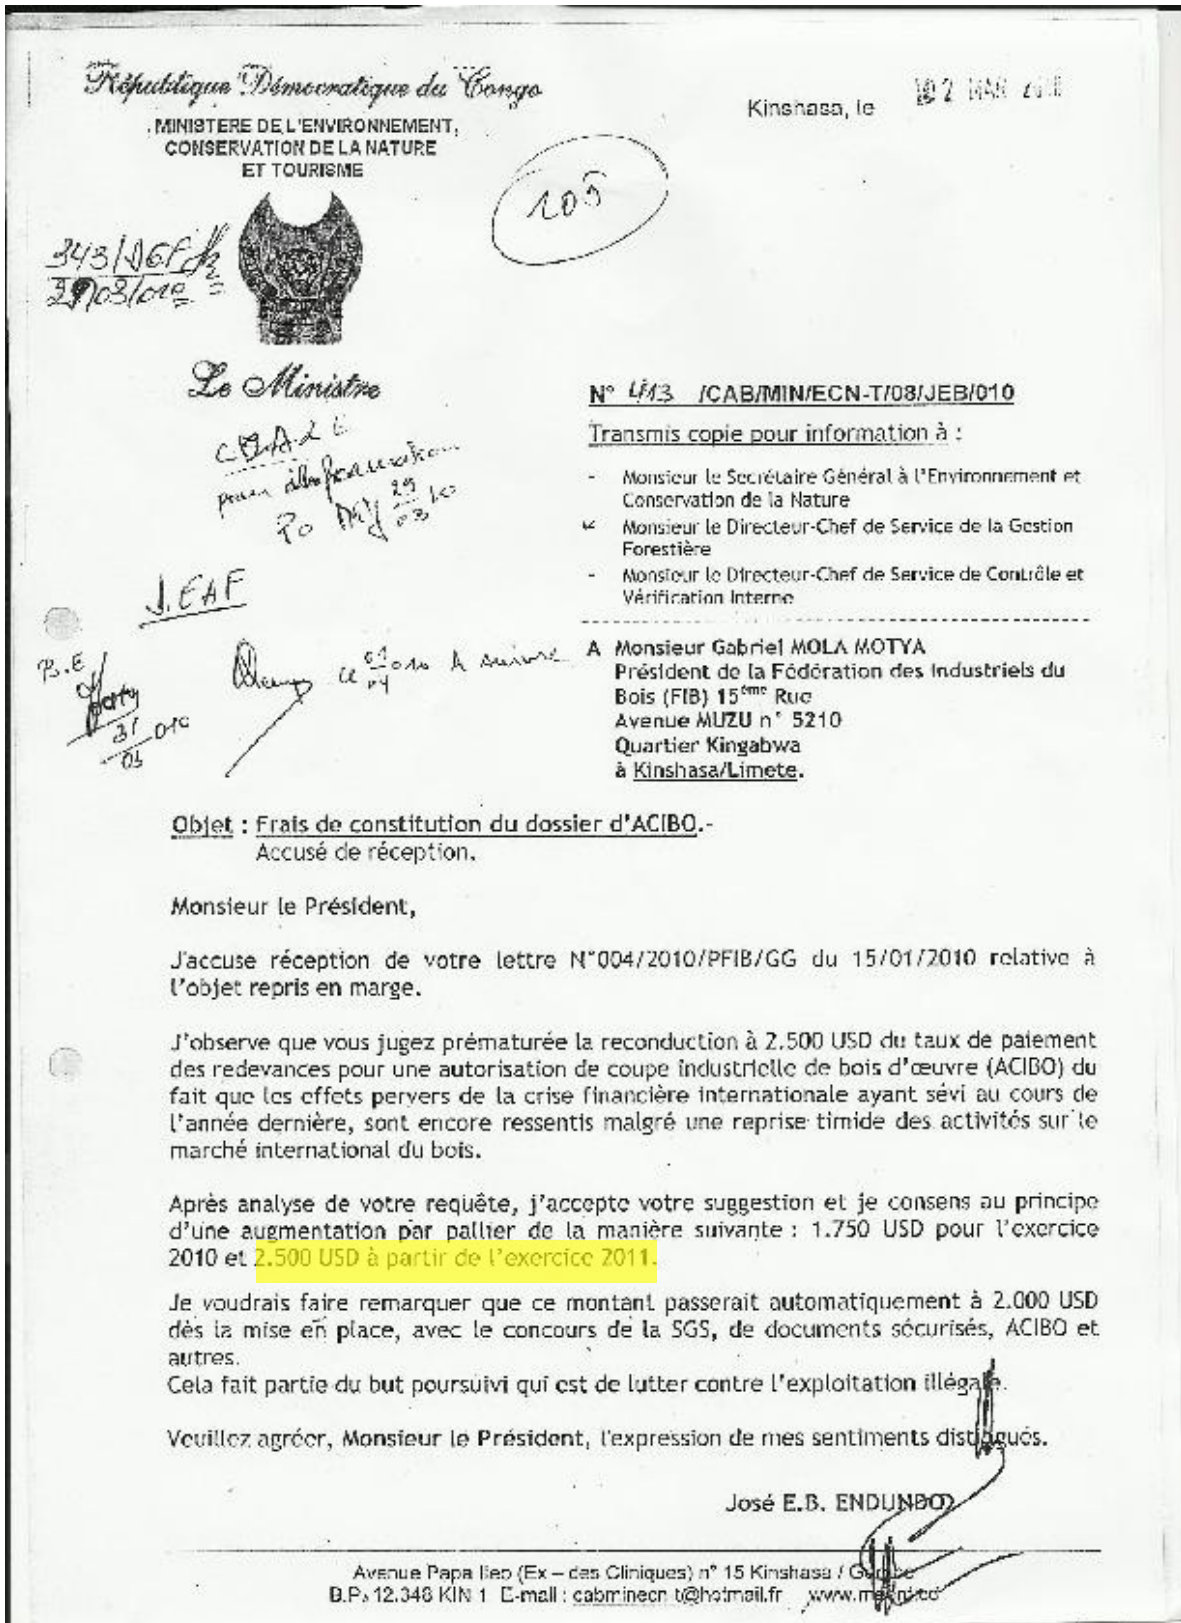 République Démocratique du Congo
MINISTERE DE L'ENVIRONNEMENT,
CONSERVATION DE LA NATURE
ET TOURISME
Kinshasa, le
105
Le Ministre
N° 413 /CAB/MIN/ECN-T/08/JEB/010
Transmis copie pour information à :
- Monsieur le Secrétaire Général à l'Environnement et
Conservation de la Nature
Monsieur le Directeur-Chef de Service de la Gestion
Forestière
- Monsieur le Directeur-Chef de Service de Contrôle et
Vérification Interne
A Monsieur Gabriel MOLA MOTYA
Président de la Fédération des Industriels du
Bois (FIB) 15ème Rue
Avenue MUZU n° 5210
Quartier Kingabwa
à Kinshasa/Limete.
Objet : Frais de constitution du dossier d'ACIBO.-
Accusé de réception.
Monsieur le Président,
J'accuse réception de votre lettre N°004/2010/PFIB/GG du 15/01/2010 relative à
l'objet repris en marge.
J'observe que vous jugez prématurée la reconduction à 2.500 USD du taux de paiement
des redevances pour une autorisation de coupe industrielle de bois d'œuvre (ACIBO) du
fait que les effets pervers de la crise financière internationale ayant sévi au cours de
l'année dernière, sont encore ressentis malgré une reprise timide des activités sur le
marché international du bois.
Après analyse de votre requête, j'accepte votre suggestion et je consens au principe
d'une augmentation par pallier de la manière suivante : 1.750 USD pour l'exercice
2010 et 2.500 USD à partir de l'exercice 2011.
Je voudrais faire remarquer que ce montant passerait automatiquement à 2.000 USD
dès la mise en place, avec le concours de la SGS, de documents sécurisés, ACIBO et
autres.
Cela fait partie du but poursuivi qui est de lutter contre l'exploitation illégale.
Veuillez agréer, Monsieur le Président, l'expression de mes sentiments distingués.
José E.B. ENDUNDO
Avenue Papa Ileo (Ex – des Cliniques) n° 15 Kinshasa / Gombe
B.P. 12.348 KIN 1 E-mail : cabminecn.t@hotmail.fr